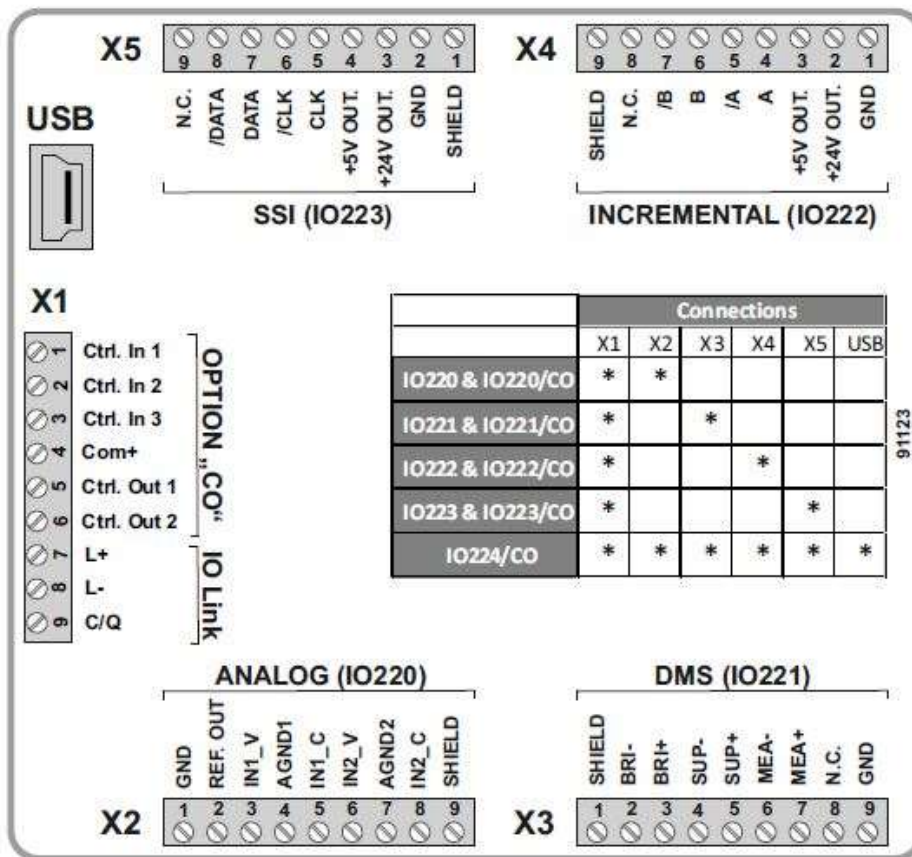 X5
9 8 7 6 5 4 3 2 1
N.C.
/DATA
DATA
/CLK
CLK
+5V OUT.
+24V OUT.
GND
SHIELD
SSI (IO223)
X4
9 8 7 6 5 4 3 2 1
SHIELD
N.C.
/B
B
/A
A
+5V OUT.
+24V OUT.
GND
INCREMENTAL (IO222)
USB
X1
1 Ctrl. In 1
2 Ctrl. In 2
3 Ctrl. In 3
4 Com+
5 Ctrl. Out 1
6 Ctrl. Out 2
7 L+
8 L-
9 C/Q
OPTION „CO“
IO Link
Connections
X1 X2 X3 X4 X5 USB
IO220 & IO220/CO * *
IO221 & IO221/CO * *
IO222 & IO222/CO * *
IO223 & IO223/CO * *
IO224/CO * * * * * *
91123
ANALOG (IO220)
GND
REF. OUT
IN1_V
AGND1
IN1_C
IN2_V
AGND2
IN2_C
SHIELD
X2
1 2 3 4 5 6 7 8 9
DMS (IO221)
SHIELD
BRI-
BRI+
SUP-
SUP+
MEA-
MEA+
N.C.
GND
X3
1 2 3 4 5 6 7 8 9